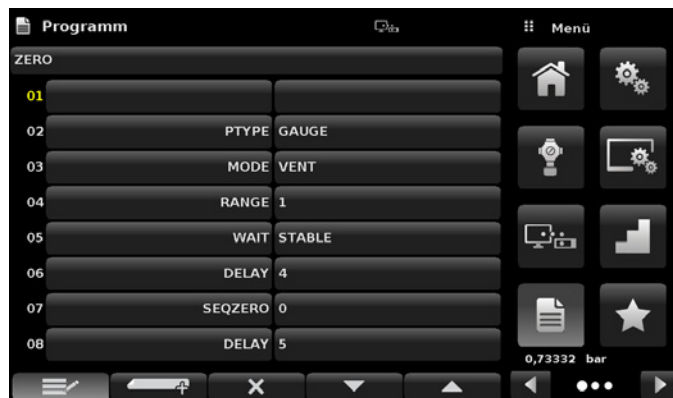 Programm
Menü
ZERO
01
02 PTYPE GAUGE
03 MODE VENT
04 RANGE 1
05 WAIT STABLE
06 DELAY 4
07 SEQZERO 0
08 DELAY 5
0,73332 bar